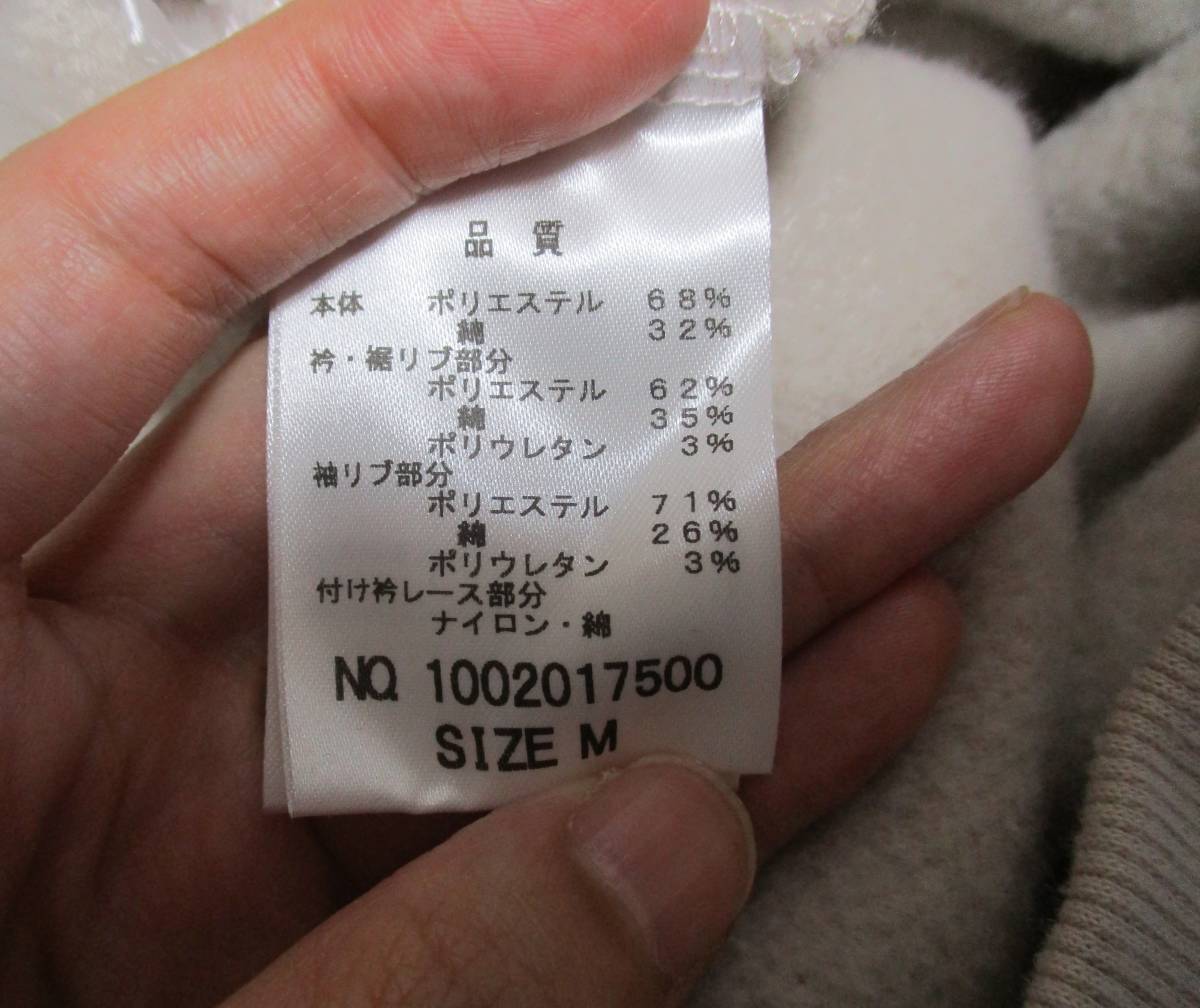 品 質
本体 ポリエステル 68%
綿 32%
衿・裾リブ部分
ポリエステル 62%
綿 35%
ポリウレタン 3%
袖リブ部分
ポリエステル 71%
綿 26%
ポリウレタン 3%
付け衿レース部分
ナイロン・綿
NO. 1002017500
SIZE M